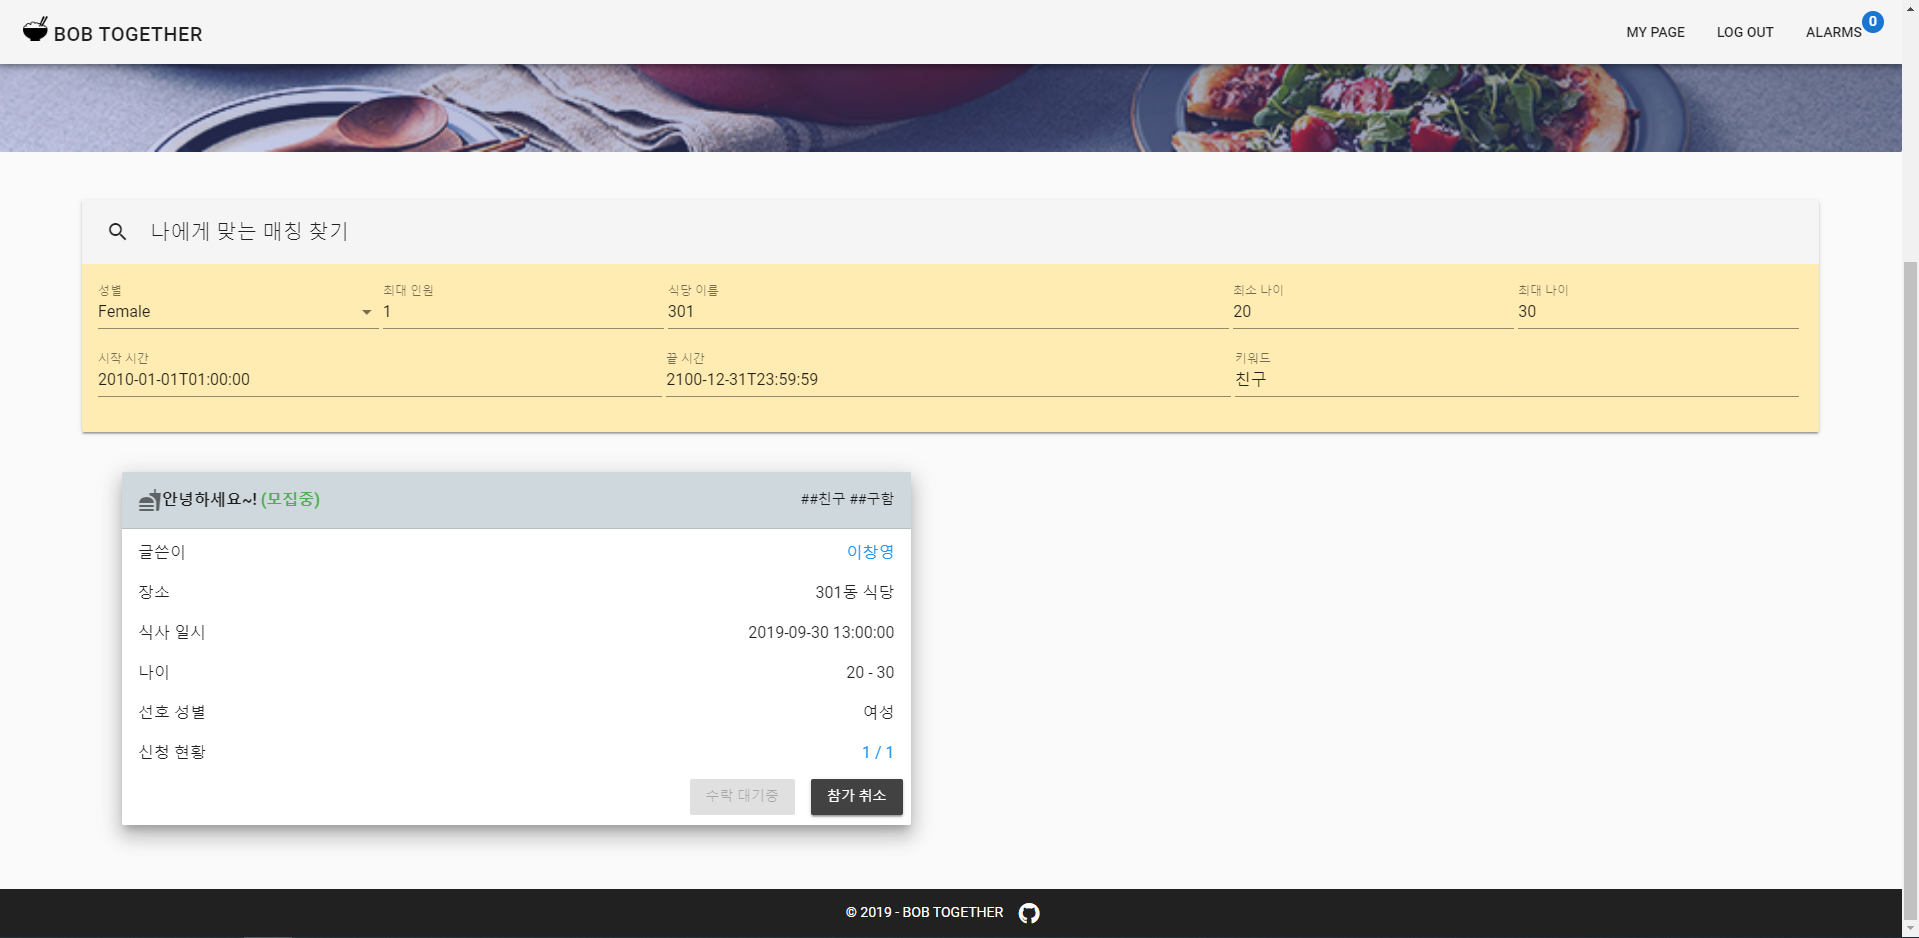 BOB TOGETHER MY PAGE LOG OUT ALARMS 0
나에게 맞는 매칭 찾기
성별 최대 인원 식당 이름 최소 나이 최대 나이
Female 1 301 20 30
시작 시간 끝 시간 키워드
2010-01-01T01:00:00 2100-12-31T23:59:59 친구
안녕하세요~! (모집중) ##친구 ##구함
글쓴이 이창영
장소 301동 식당
식사 일시 2019-09-30 13:00:00
나이 20 - 30
선호 성별 여성
신청 현황 1 / 1
수락 대기중 참가 취소
© 2019 - BOB TOGETHER